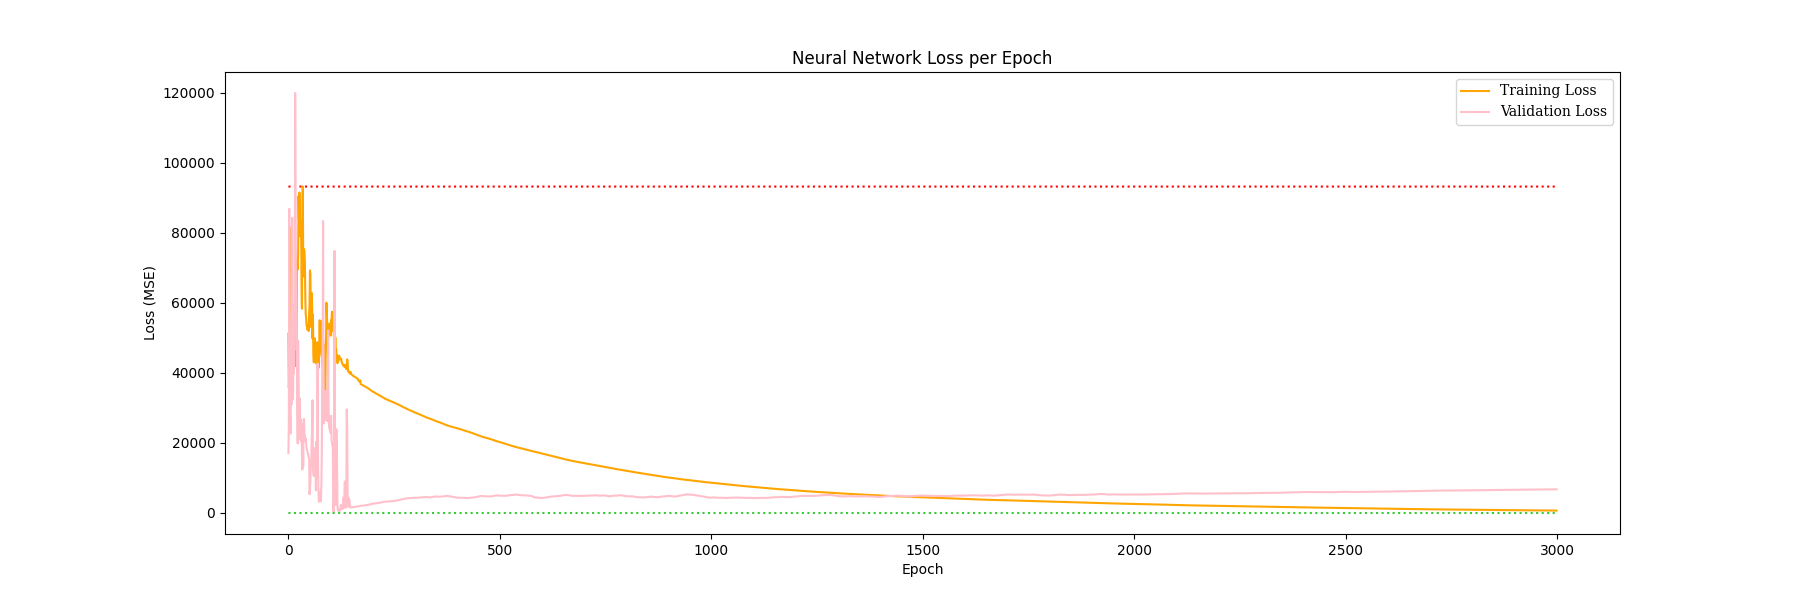 Neural Network Loss per Epoch
Training Loss
Validation Loss
Loss (MSE)
120000
100000
80000
60000
40000
20000
0
0 500 1000 1500 2000 2500 3000
Epoch